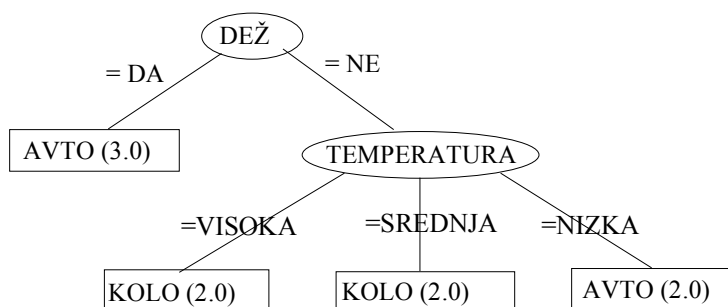 DEŽ
= DA
= NE
AVTO (3.0)
TEMPERATURA
=VISOKA
=SREDNJA
=NIZKA
KOLO (2.0)
KOLO (2.0)
AVTO (2.0)